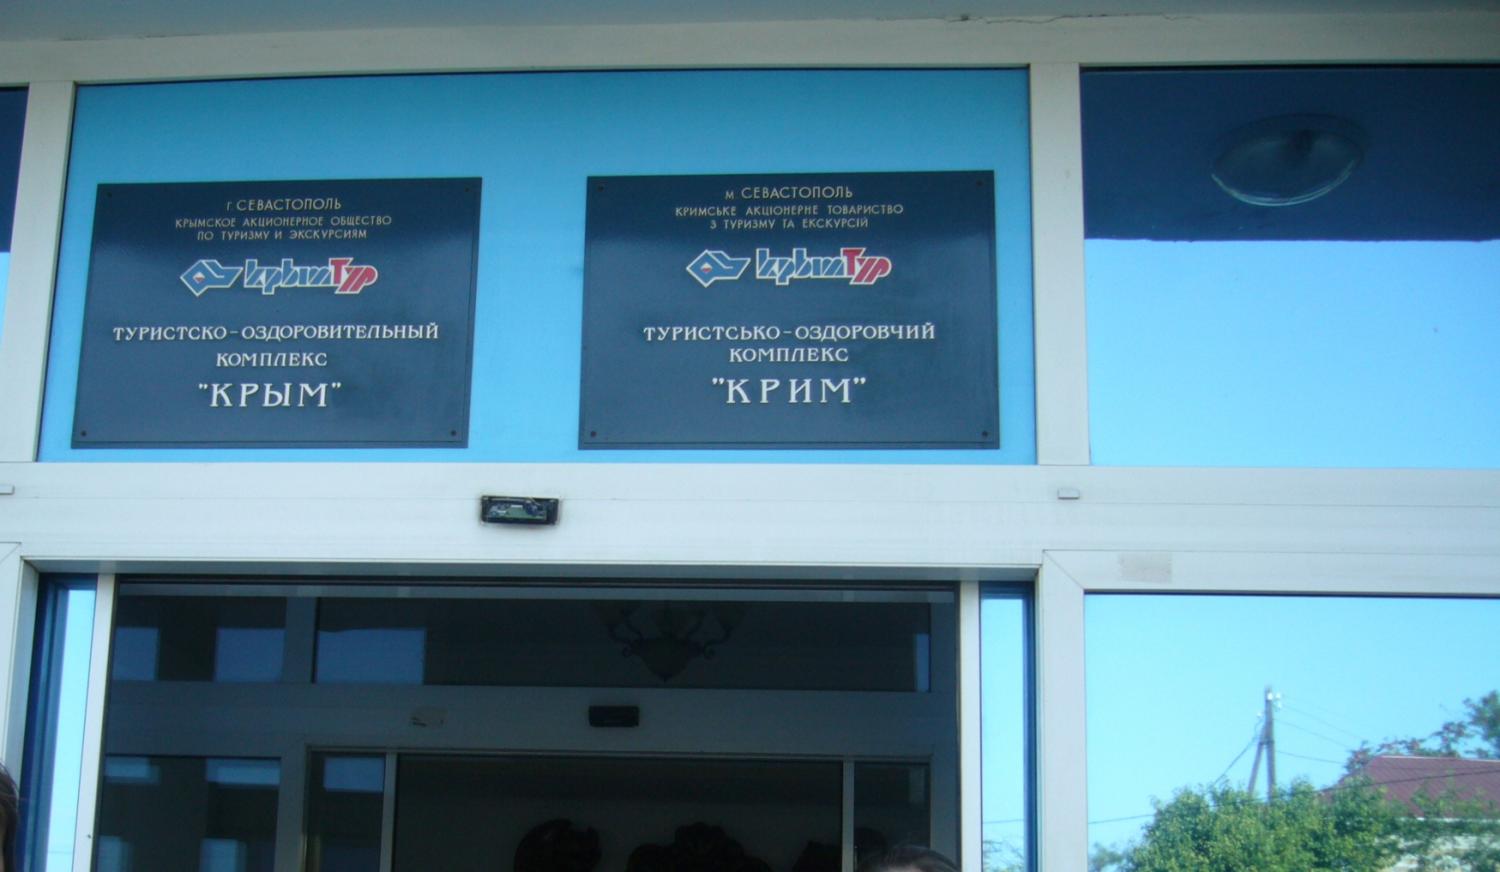 г. СЕВАСТОПОЛЬ
КРЫМСКОЕ АКЦИОНЕРНОЕ ОБЩЕСТВО
ПО ТУРИЗМУ И ЭКСКУРСИЯМ
КрымТур
ТУРИСТСКО-ОЗДОРОВИТЕЛЬНЫЙ
КОМПЛЕКС
"КРЫМ"
м. СЕВАСТОПОЛЬ
КРИМСЬКЕ АКЦІОНЕРНЕ ТОВАРИСТВО
З ТУРИЗМУ ТА ЕКСКУРСІЙ
КрымТур
ТУРИСТСЬКО-ОЗДОРОВЧИЙ
КОМПЛЕКС
"КРИМ"